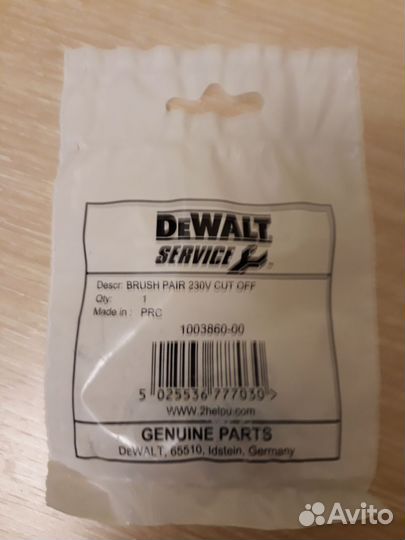 DEWALT
SERVICE
Descr: BRUSH PAIR 230V CUT OFF
Qty: 1
Made in : PRC
1003860-00
5 025536 777030 >
www.2helpu.com
GENUINE PARTS
DeWALT, 65510, Idstein, Germany
Avito